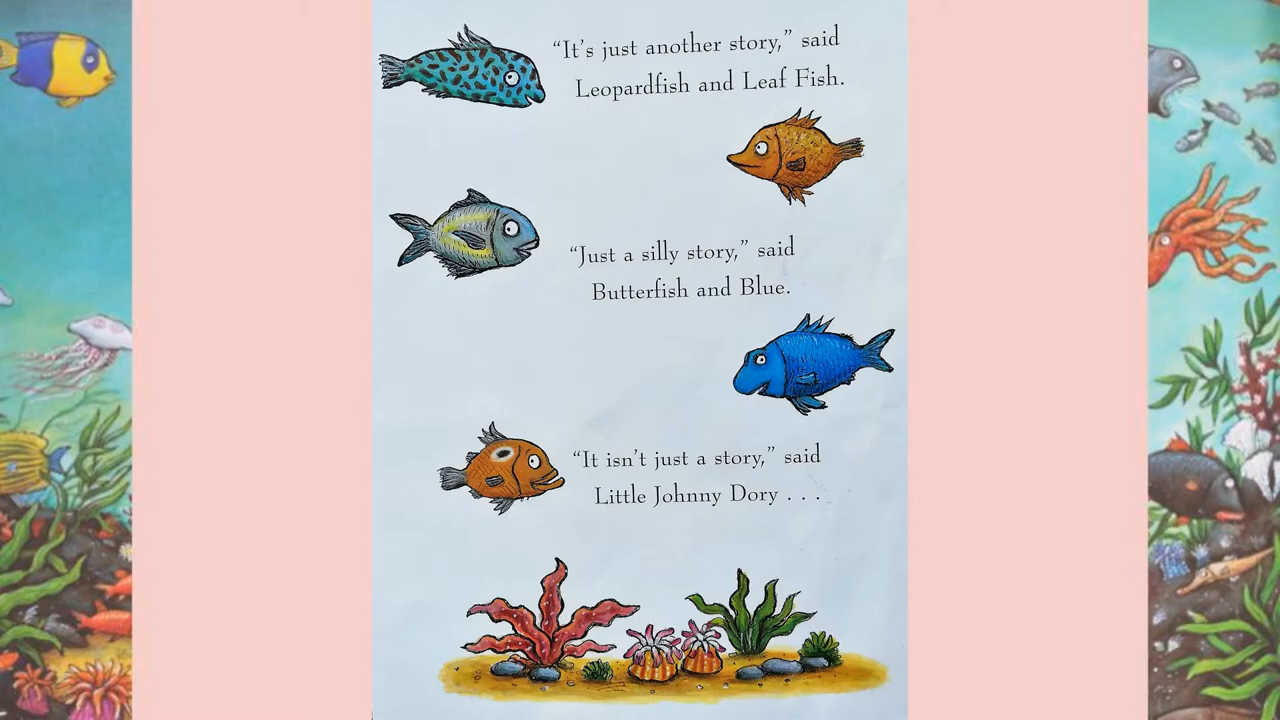 “It’s just another story,” said
Leopardfish and Leaf Fish.
“Just a silly story,” said
Butterfish and Blue.
“It isn’t just a story,” said
Little Johnny Dory . . .